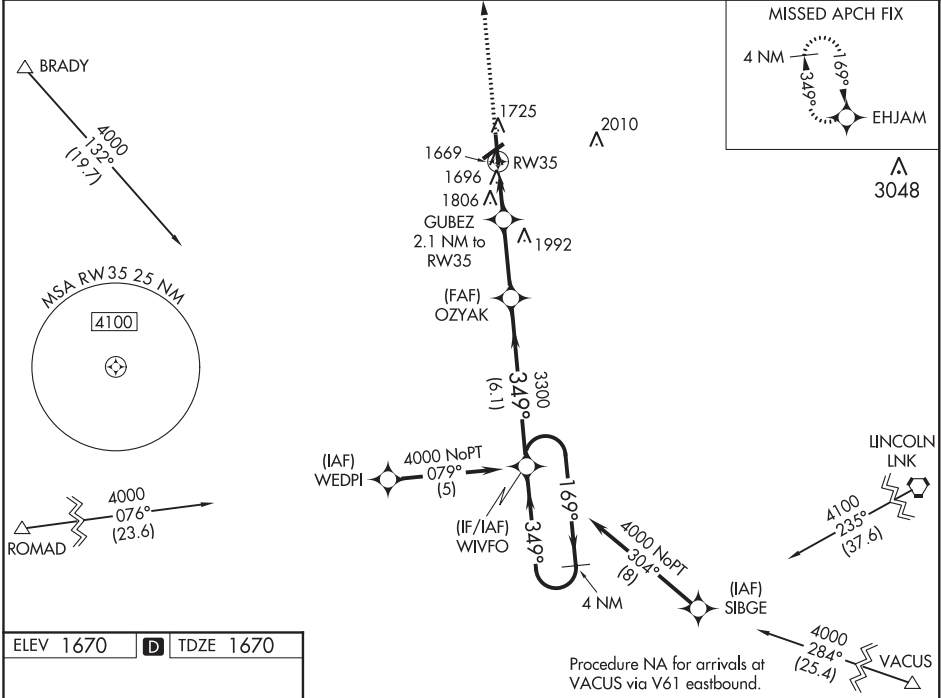 MISSED APCH FIX
4 NM
169°
349°
EHJAM
3048
BRADY
4000
132°
(19.7)
1725
2010
1669
RW35
1696
1806
GUBEZ
2.1 NM to
RW35
1992
MSA RW35 25 NM
4100
(FAF)
OZYAK
3300
349°
(6.1)
(IAF)
WEDPI
4000 NoPT
079°
(5)
(IF/IAF)
WIVFO
169°
349°
4 NM
4000
076°
(23.6)
ROMAD
LINCOLN
LNK
4100
235°
(37.6)
4000 NoPT
304°
(8)
(IAF)
SIBGE
4000
284°
(25.4)
VACUS
Procedure NA for arrivals at
VACUS via V61 eastbound.
ELEV 1670 D TDZE 1670